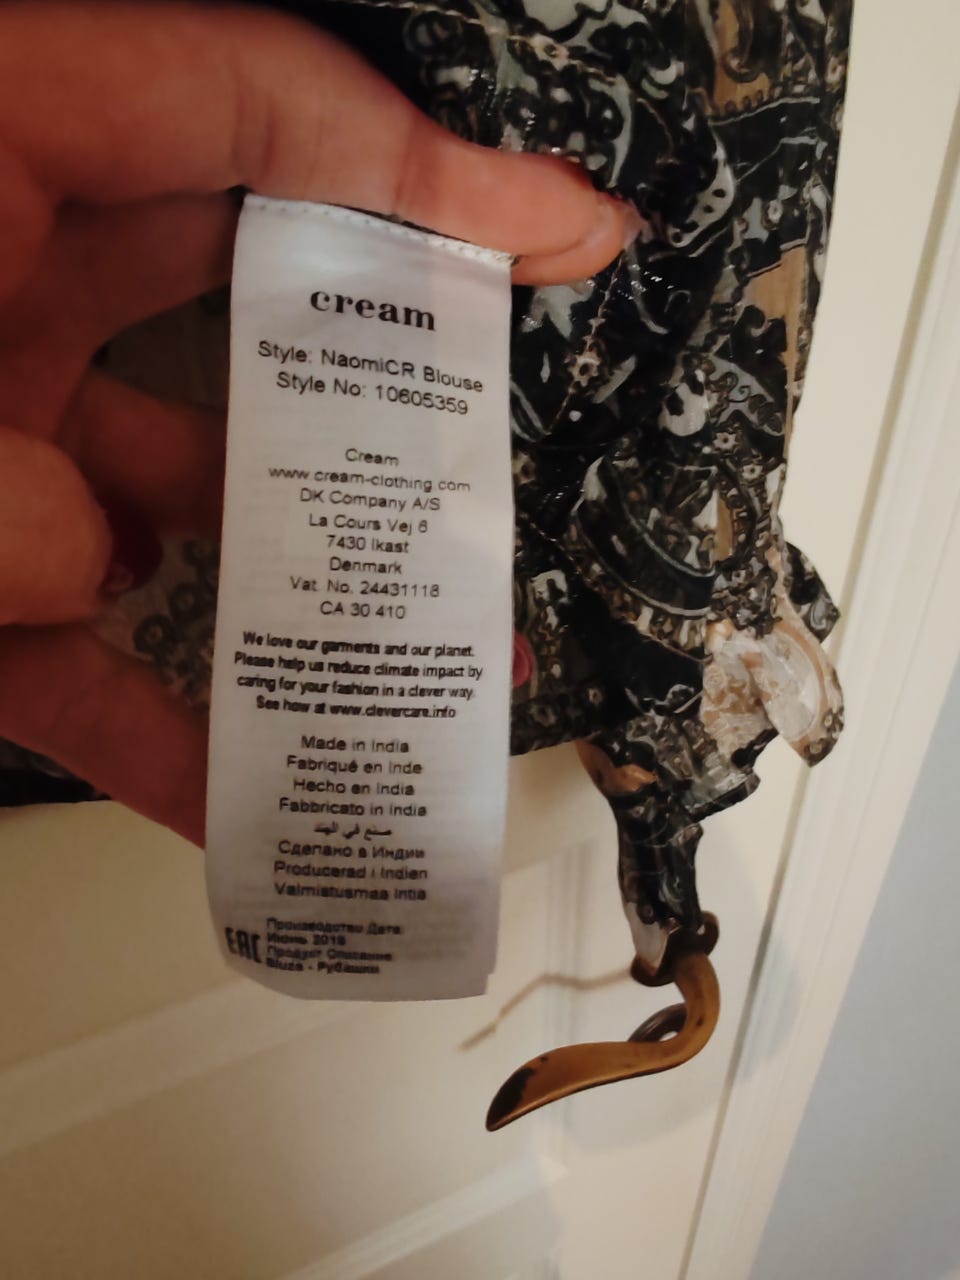 cream
Style: NaomiCR Blouse
Style No: 10605359
Cream
www.cream-clothing.com
DK Company A/S
La Cours Vej 6
7430 Ikast
Denmark
Vat. No. 24431118
CA 30 410
We love our garments and our planet.
Please help us reduce climate impact by
caring for your fashion in a clever way.
See how at www.clevercare.info
Made in India
Fabriqué en Inde
Hecho en India
Fabbricato in India
صنع في الهند
Сделано в Индии
Producerad i Indien
Valmistusmaa Intia
EAC
Производство Дата:
Июнь 2018
Продукт Описание
Bluza - Рубашки